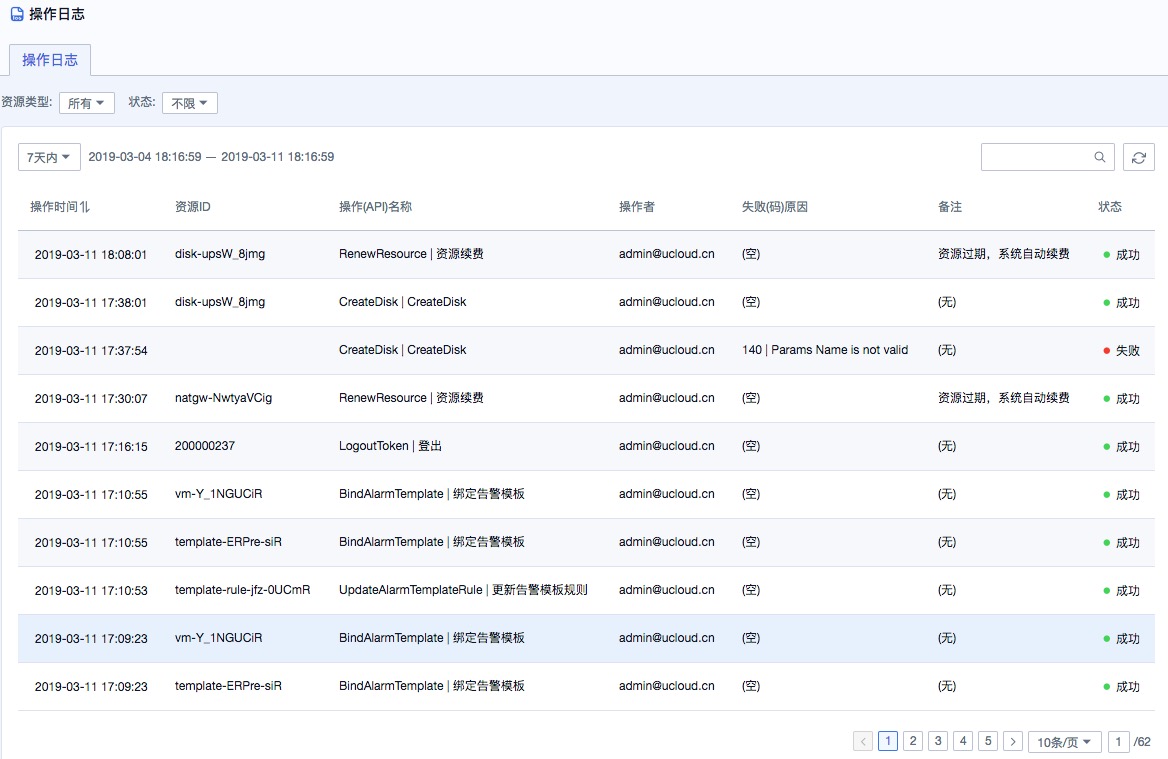 操作日志
操作日志
资源类型: 所有 状态: 不限
7天内 2019-03-04 18:16:59 — 2019-03-11 18:16:59
操作时间 资源ID 操作(API)名称 操作者 失败(码)原因 备注 状态
2019-03-11 18:08:01 disk-upsW_8jmg RenewResource | 资源续费 admin@ucloud.cn (空) 资源过期，系统自动续费 成功
2019-03-11 17:38:01 disk-upsW_8jmg CreateDisk | CreateDisk admin@ucloud.cn (空) (无) 成功
2019-03-11 17:37:54 CreateDisk | CreateDisk admin@ucloud.cn 140 | Params Name is not valid (无) 失败
2019-03-11 17:30:07 natgw-NwtyaVCig RenewResource | 资源续费 admin@ucloud.cn (空) 资源过期，系统自动续费 成功
2019-03-11 17:16:15 200000237 LogoutToken | 登出 admin@ucloud.cn (空) (无) 成功
2019-03-11 17:10:55 vm-Y_1NGUCiR BindAlarmTemplate | 绑定告警模板 admin@ucloud.cn (空) (无) 成功
2019-03-11 17:10:55 template-ERPre-siR BindAlarmTemplate | 绑定告警模板 admin@ucloud.cn (空) (无) 成功
2019-03-11 17:10:53 template-rule-jfz-0UCmR UpdateAlarmTemplateRule | 更新告警模板规则 admin@ucloud.cn (空) (无) 成功
2019-03-11 17:09:23 vm-Y_1NGUCiR BindAlarmTemplate | 绑定告警模板 admin@ucloud.cn (空) (无) 成功
2019-03-11 17:09:23 template-ERPre-siR BindAlarmTemplate | 绑定告警模板 admin@ucloud.cn (空) (无) 成功
1 2 3 4 5 10条/页 1 /62